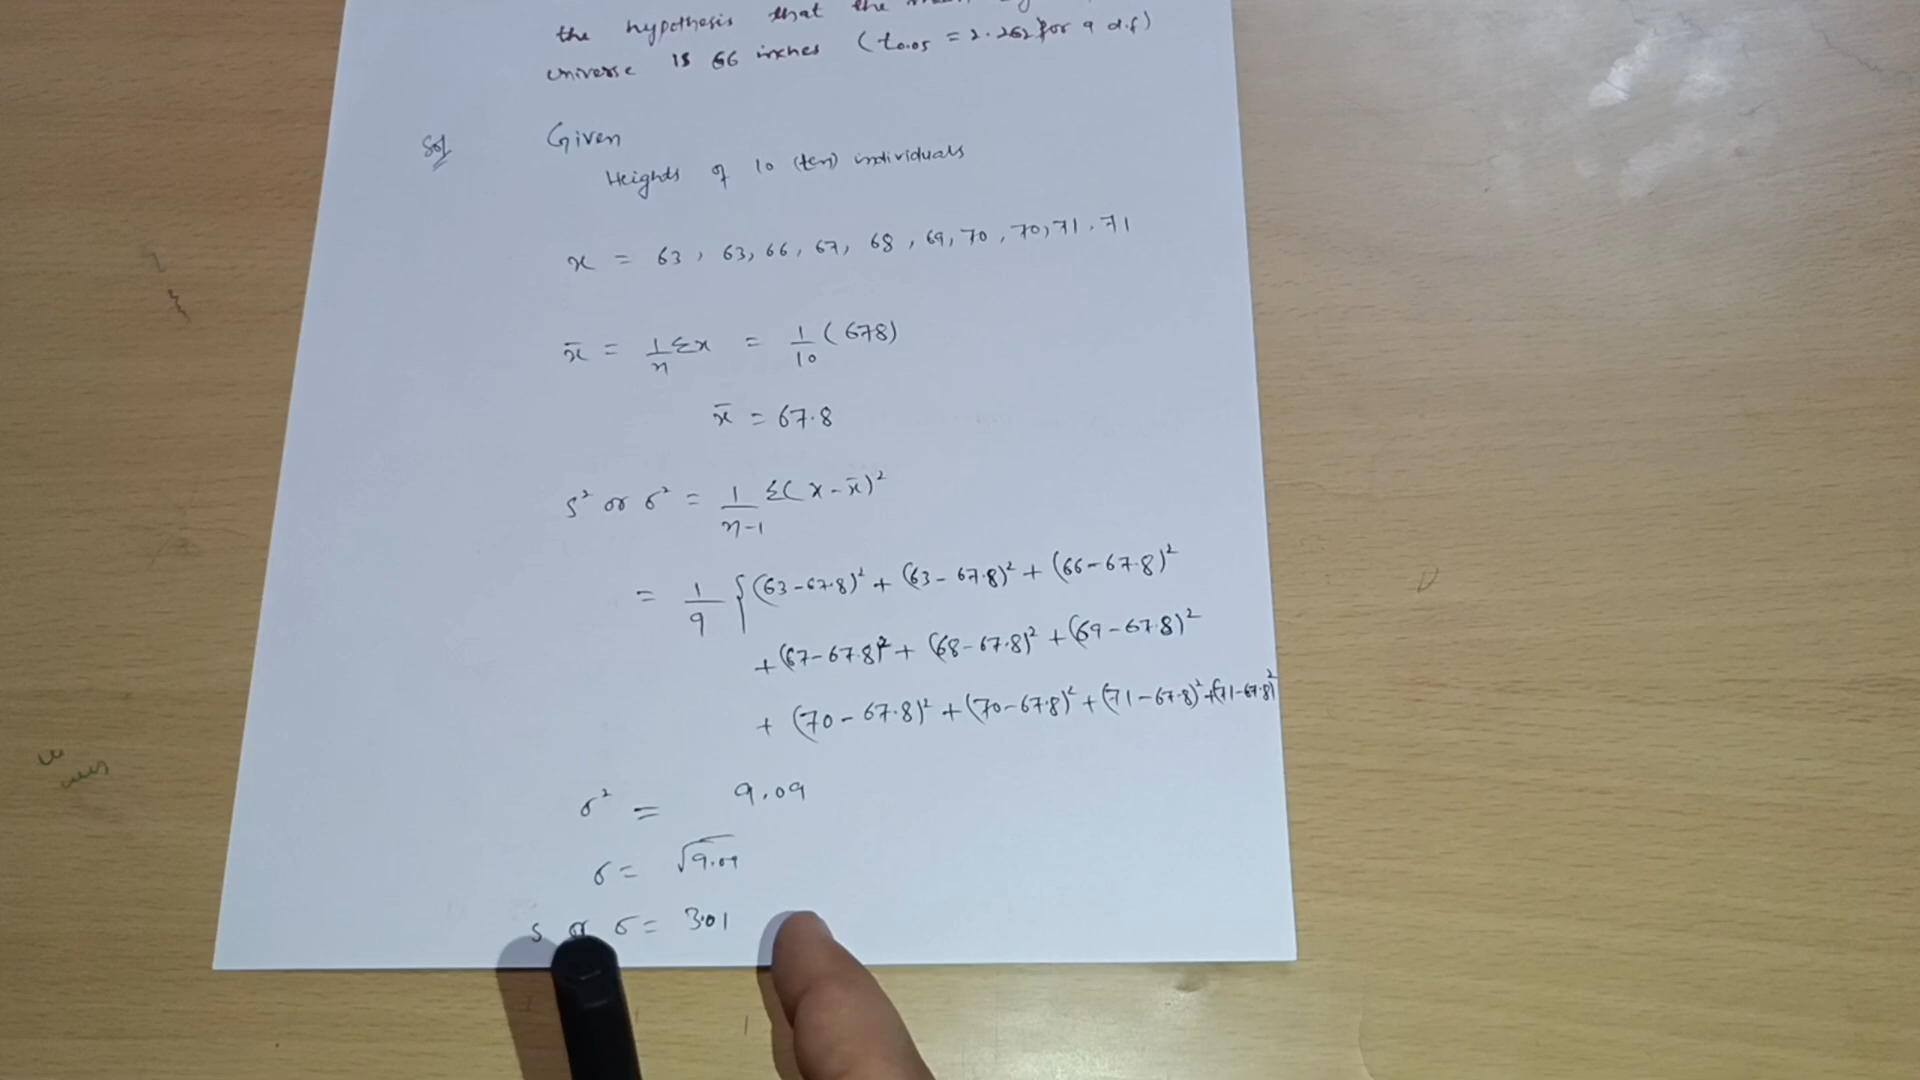 the hypothesis that the
universe is 66 inches (t0.05 = 2.262 for 9 d.f)
Sol Given
Heights of 10 (ten) individuals
x = 63, 63, 66, 67, 68, 69, 70, 70, 71, 71
x̄ = 1/n Σx = 1/10 (678)
x̄ = 67.8
s² or σ² = 1/n-1 Σ(x-x̄)²
= 1/9 {(63-67.8)² + (63-67.8)² + (66-67.8)²
+ (67-67.8)² + (68-67.8)² + (69-67.8)²
+ (70-67.8)² + (70-67.8)² + (71-67.8)² + (71-67.8)²
σ² = 9.09
σ = √9.09
s or σ = 3.01